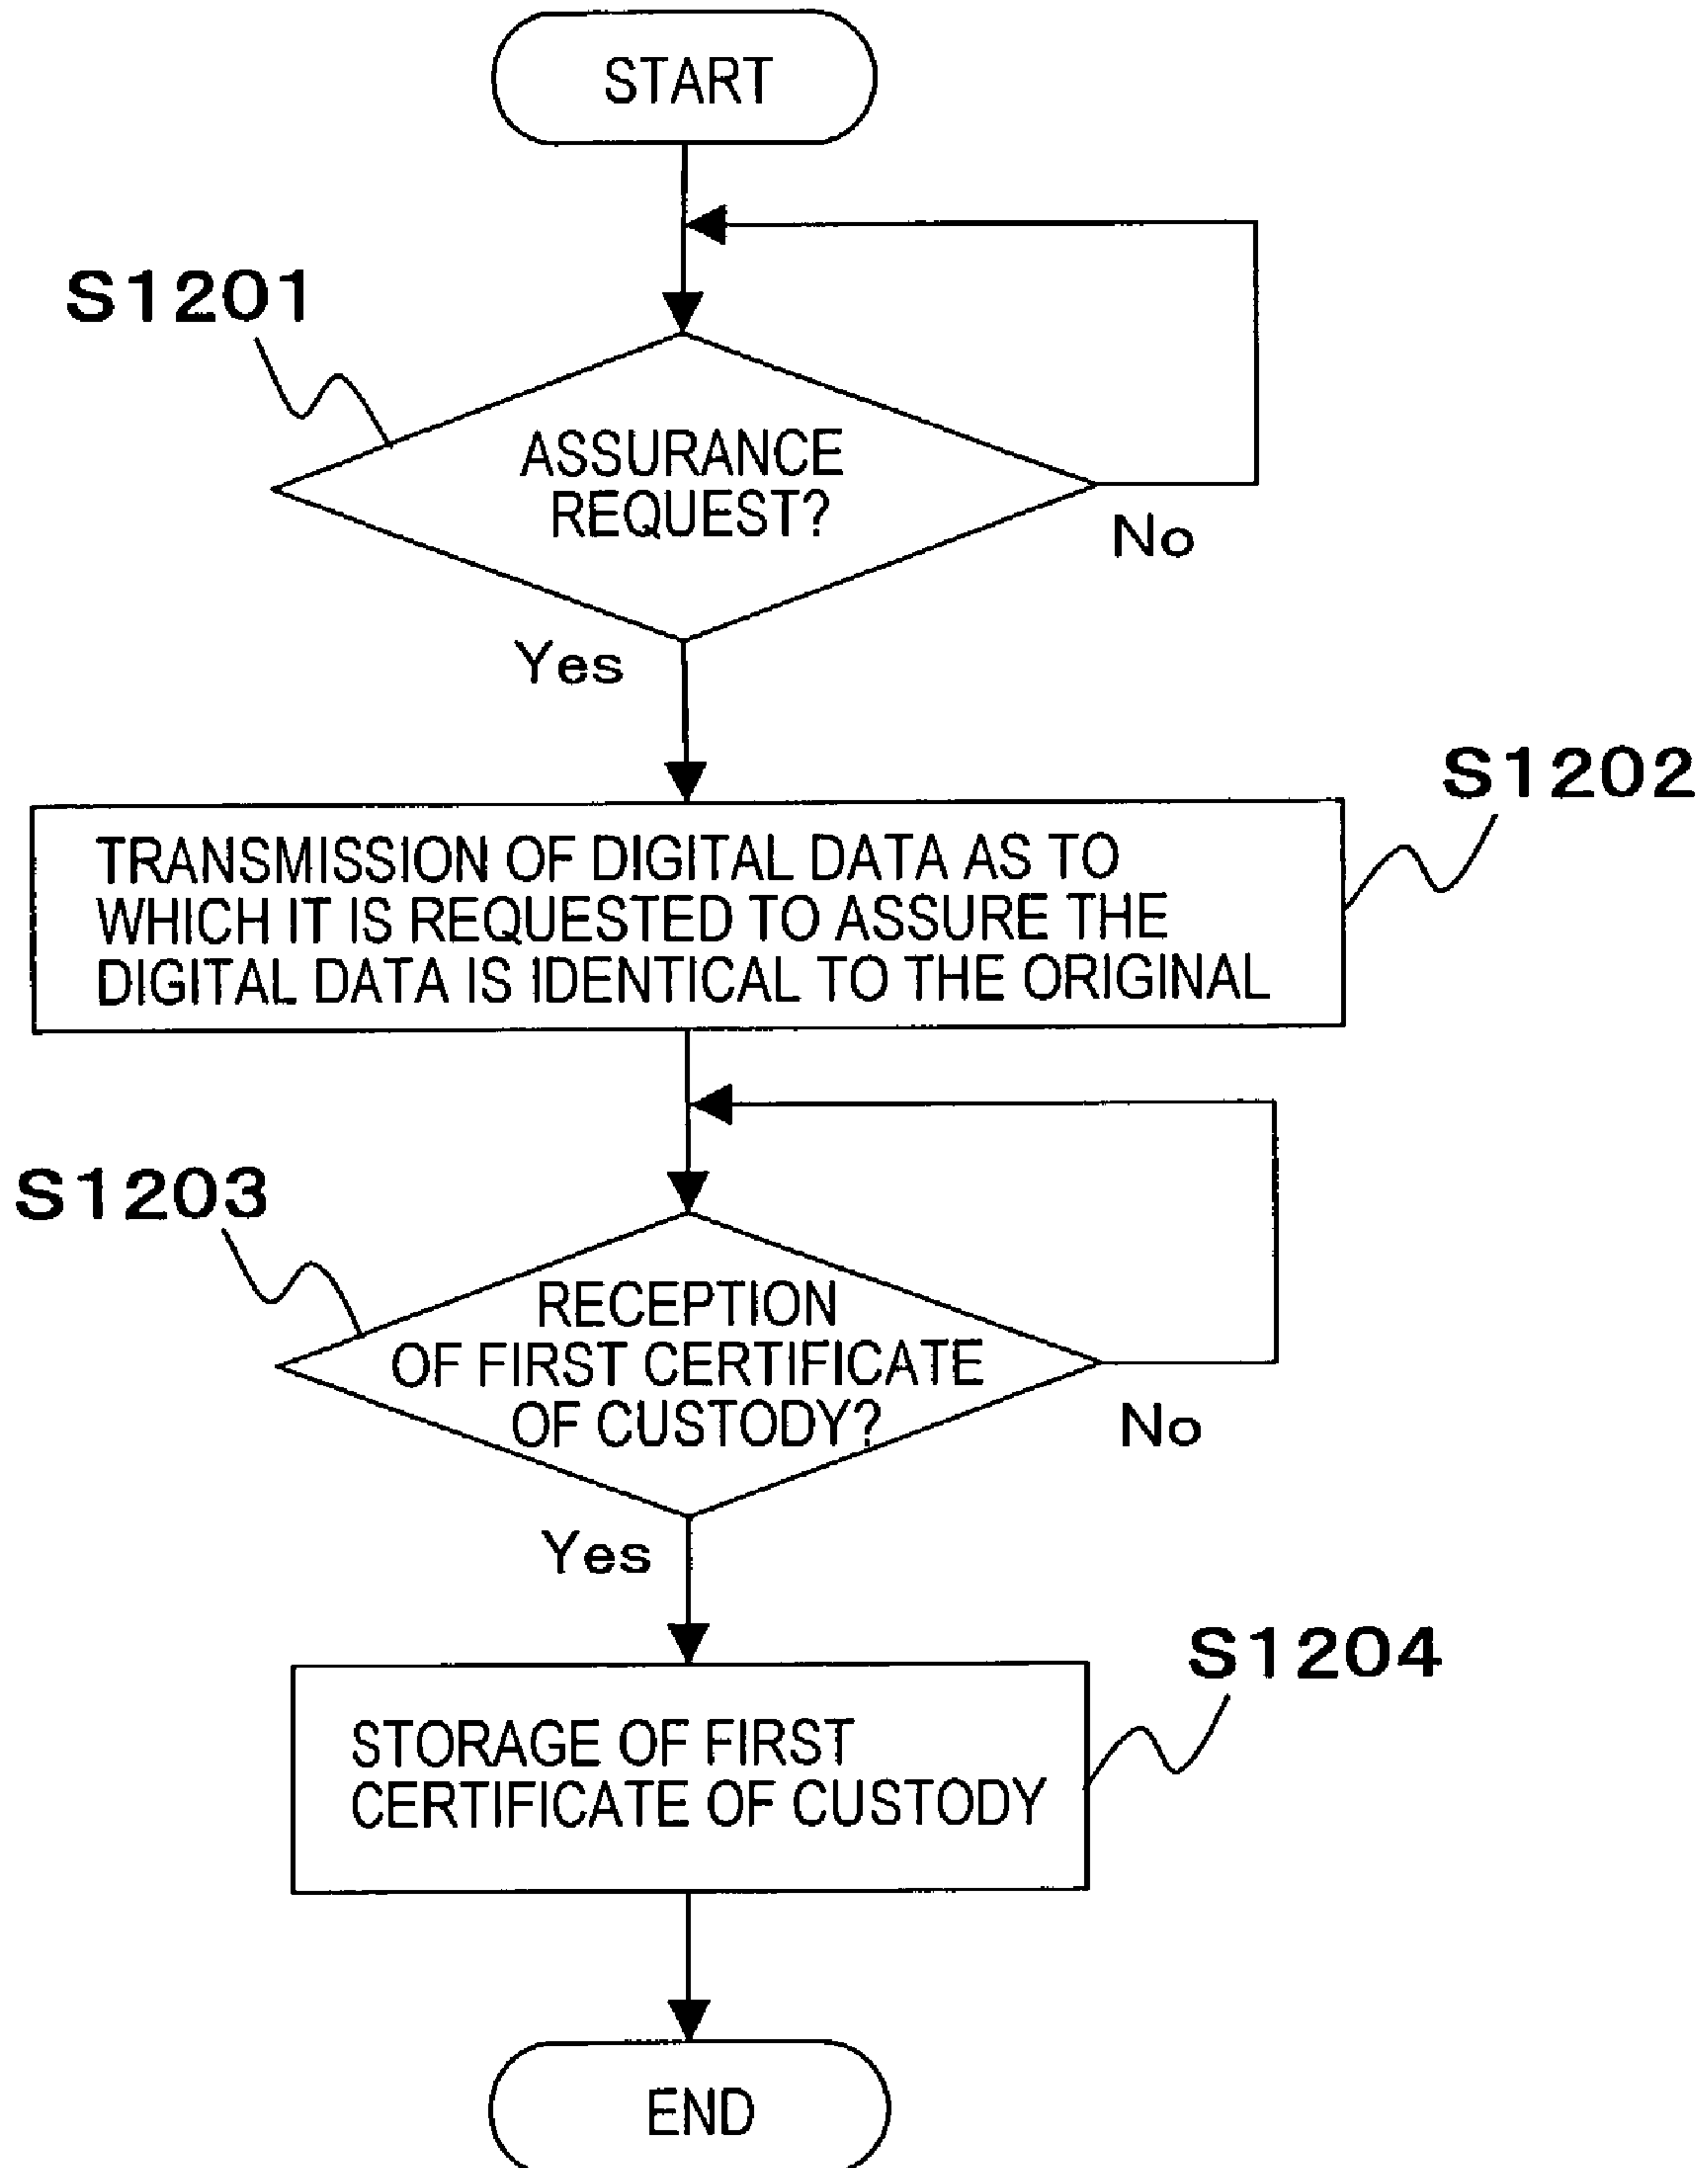 START
S1201
ASSURANCE
REQUEST?
No
Yes
S1202
TRANSMISSION OF DIGITAL DATA AS TO
WHICH IT IS REQUESTED TO ASSURE THE
DIGITAL DATA IS IDENTICAL TO THE ORIGINAL
S1203
RECEPTION
OF FIRST CERTIFICATE
OF CUSTODY?
No
Yes
S1204
STORAGE OF FIRST
CERTIFICATE OF CUSTODY
END